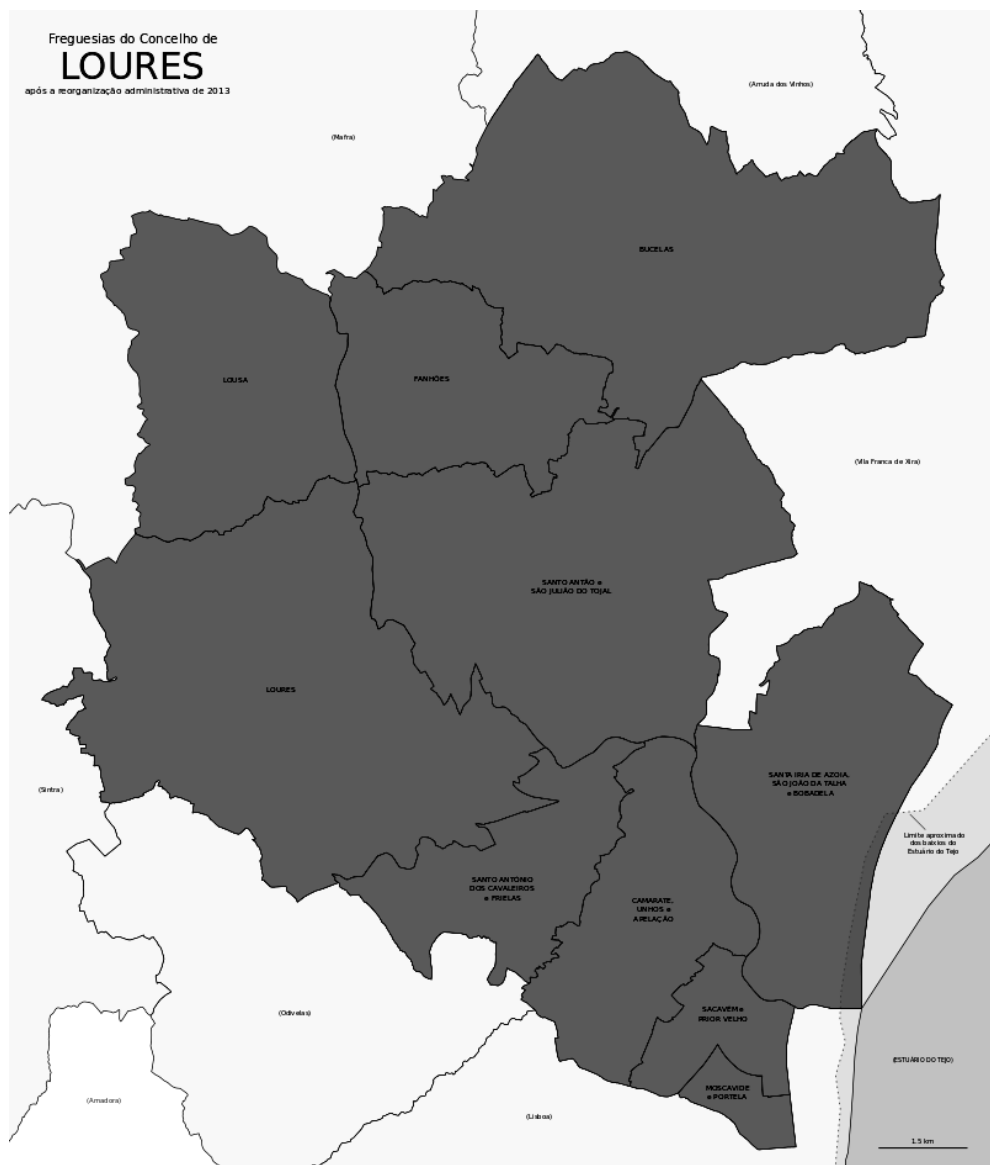 Freguesias do Concelho de
LOURES
após a reorganização administrativa de 2013
(Arruda dos Vinhos)
(Mafra)
BUCELAS
LOUSA
FANHÕES
(Vila Franca de Xira)
SANTO ANTÃO e
SÃO JULIÃO DO TOJAL
LOURES
(Sintra)
SANTA IRIA DE AZOIA,
SÃO JOÃO DA TALHA
e BOBADELA
Limite aproximado
dos baixios do
Estuário do Tejo
SANTO ANTÓNIO
DOS CAVALEIROS
e FRIELAS
CAMARATE,
UNHOS e
APELAÇÃO
(Odivelas)
SACAVÉM e
PRIOR VELHO
(ESTUÁRIO DO TEJO)
MOSCAVIDE
e PORTELA
(Amadora)
(Lisboa)
1.5 km